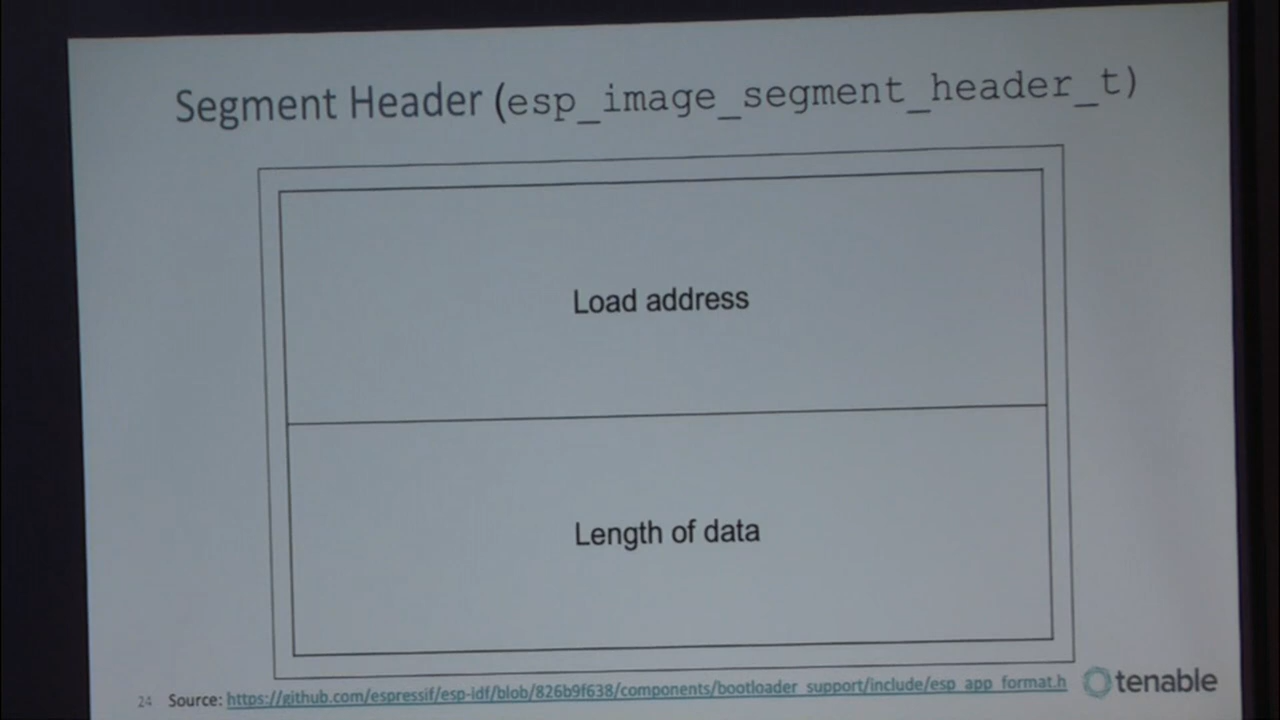 Segment Header (esp_image_segment_header_t)
Load address
Length of data
24 Source: https://github.com/espressif/esp-idf/blob/826b9f638/components/bootloader_support/include/esp_app_format.h
tenable